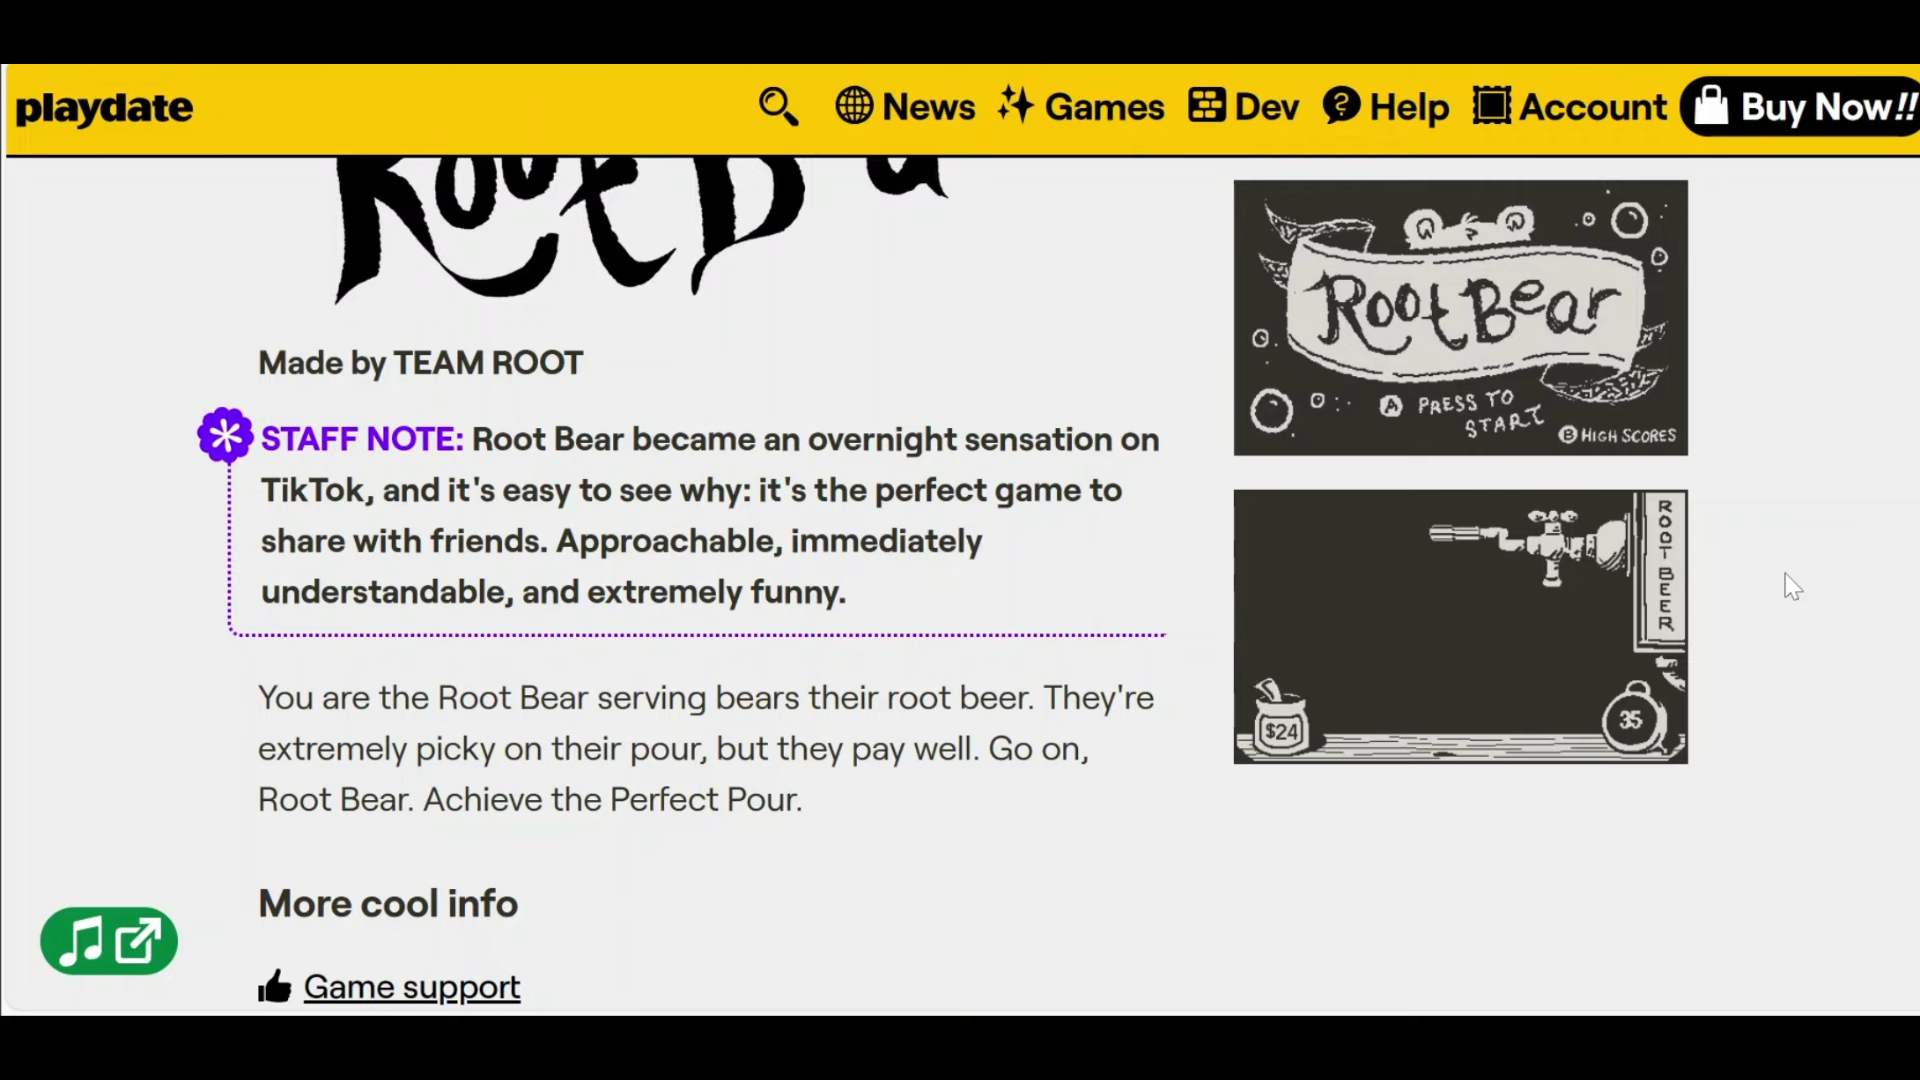 playdate
News
Games
Dev
Help
Account
Buy Now!!
Root B
Made by TEAM ROOT
STAFF NOTE: Root Bear became an overnight sensation on
TikTok, and it's easy to see why: it's the perfect game to
share with friends. Approachable, immediately
understandable, and extremely funny.
You are the Root Bear serving bears their root beer. They're
extremely picky on their pour, but they pay well. Go on,
Root Bear. Achieve the Perfect Pour.
More cool info
Game support
Root Bear
A PRESS TO
START
B HIGH SCORES
ROOT BEER
$24
35